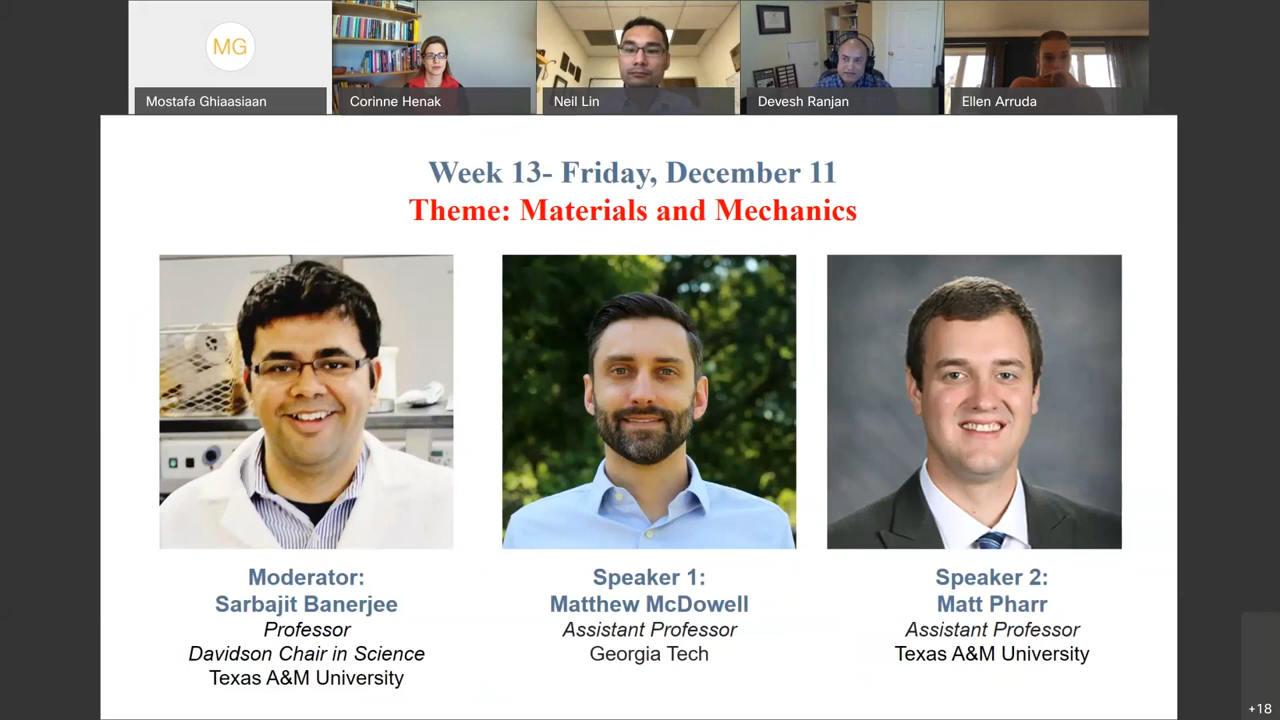 MG
Mostafa Ghiaasiaan
Corinne Henak
Neil Lin
Devesh Ranjan
Ellen Arruda
Week 13- Friday, December 11
Theme: Materials and Mechanics
Moderator:
Sarbajit Banerjee
Professor
Davidson Chair in Science
Texas A&M University
Speaker 1:
Matthew McDowell
Assistant Professor
Georgia Tech
Speaker 2:
Matt Pharr
Assistant Professor
Texas A&M University
+18